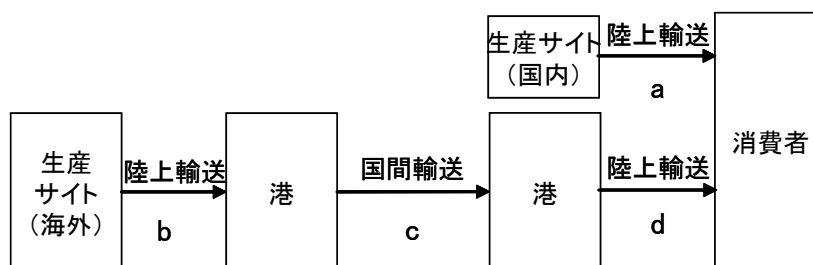 生産サイト
（国内）
陸上輸送
a
消費者
生産
サイト
（海外）
陸上輸送
b
港
国間輸送
c
港
陸上輸送
d